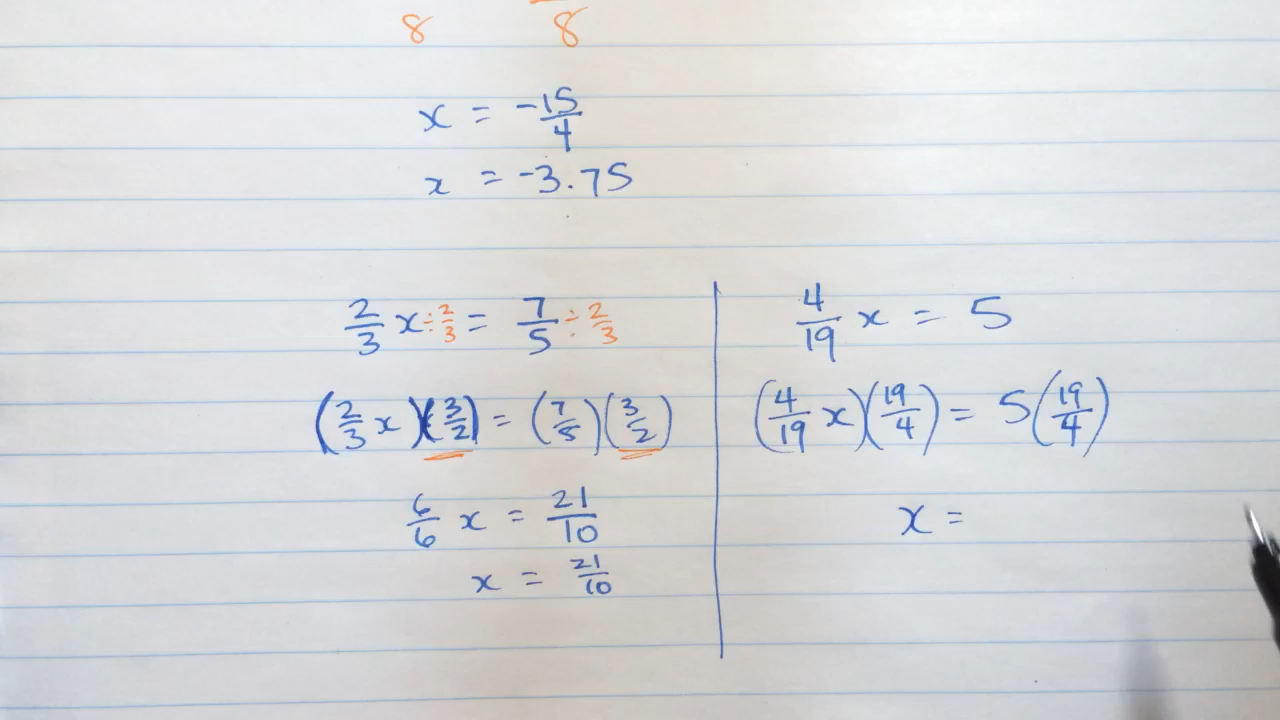 8 8
x = -15/4
x = -3.75
2/3 x ÷ 2/3 = 7/5 ÷ 2/3
(2/3 x)(3/2) = (7/5)(3/2)
6/6 x = 21/10
x = 21/10
4/19 x = 5
(4/19 x)(19/4) = 5(19/4)
x =